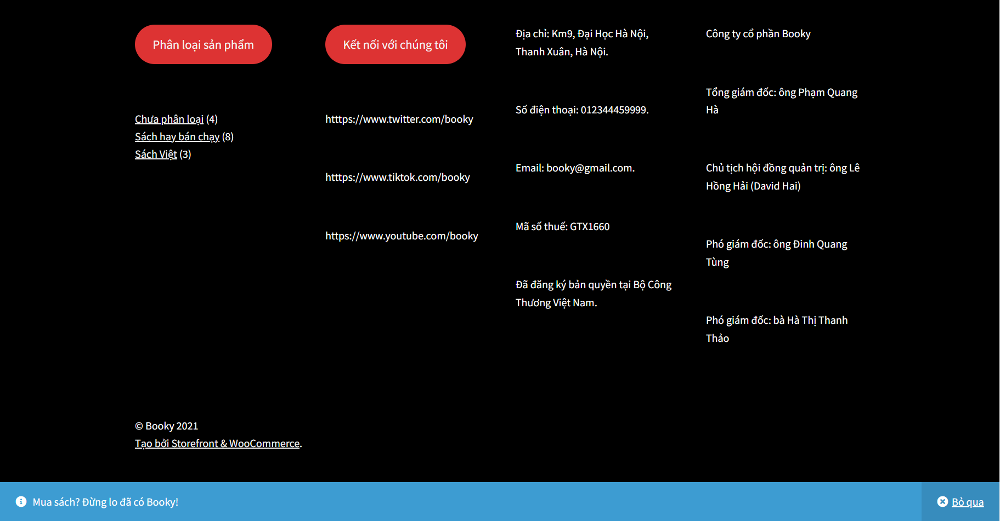 Phân loại sản phẩm
Chưa phân loại (4)
Sách hay bán chạy (8)
Sách Việt (3)
Kết nối với chúng tôi
htttps://www.twitter.com/booky
htttps://www.tiktok.com/booky
https://www.youtube.com/booky
Địa chỉ: Km9, Đại Học Hà Nội,
Thanh Xuân, Hà Nội.
Số điện thoại: 012344459999.
Email: booky@gmail.com.
Mã số thuế: GTX1660
Đã đăng ký bản quyền tại Bộ Công
Thương Việt Nam.
Công ty cổ phần Booky
Tổng giám đốc: ông Phạm Quang
Hà
Chủ tịch hội đồng quản trị: ông Lê
Hồng Hải (David Hai)
Phó giám đốc: ông Đinh Quang
Tùng
Phó giám đốc: bà Hà Thị Thanh
Thảo
© Booky 2021
Tạo bởi Storefront & WooCommerce.
Mua sách? Đừng lo đã có Booky!
Bỏ qua